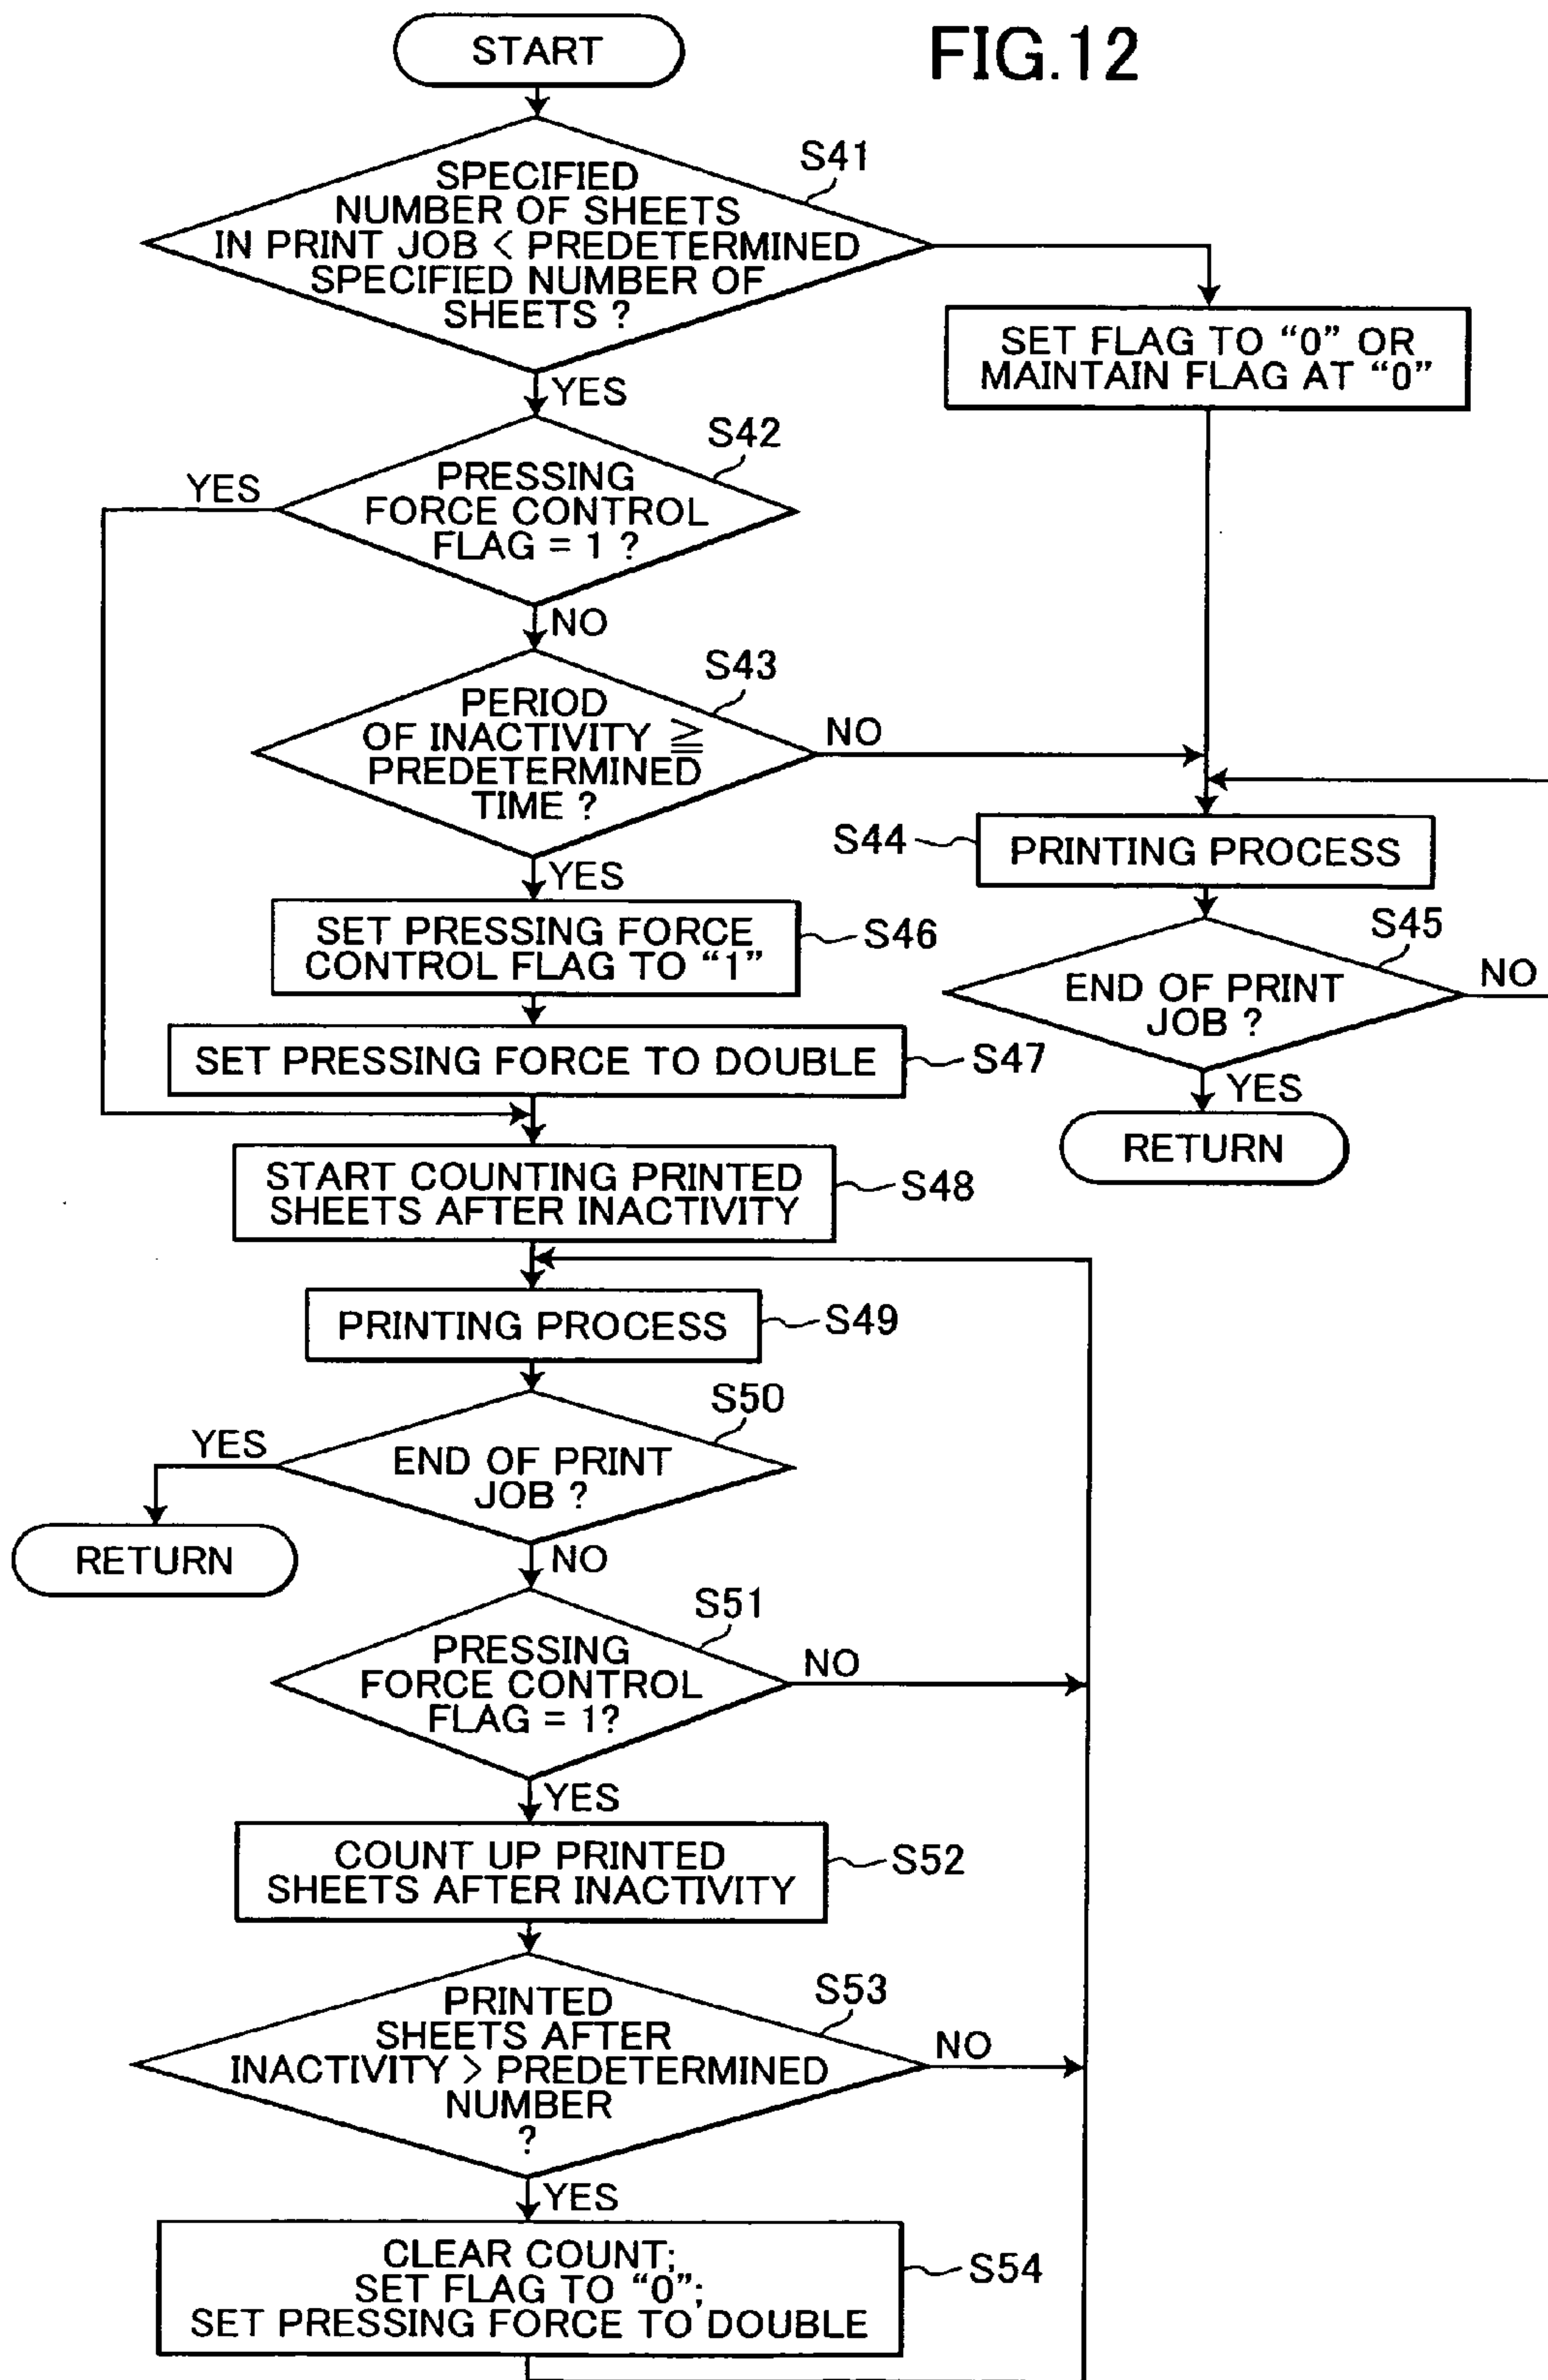 FIG.12
START
S41
SPECIFIED
NUMBER OF SHEETS
IN PRINT JOB < PREDETERMINED
SPECIFIED NUMBER OF
SHEETS ?
YES
SET FLAG TO “0” OR
MAINTAIN FLAG AT “0”
S42
YES
PRESSING
FORCE CONTROL
FLAG = 1 ?
NO
S43
PERIOD
OF INACTIVITY ≧
PREDETERMINED
TIME ?
NO
YES
S44
PRINTING PROCESS
S45
END OF PRINT
JOB ?
NO
YES
RETURN
SET PRESSING FORCE
CONTROL FLAG TO “1”
S46
SET PRESSING FORCE TO DOUBLE
S47
START COUNTING PRINTED
SHEETS AFTER INACTIVITY
S48
PRINTING PROCESS
S49
S50
YES
END OF PRINT
JOB ?
RETURN
NO
S51
PRESSING
FORCE CONTROL
FLAG = 1?
NO
YES
COUNT UP PRINTED
SHEETS AFTER INACTIVITY
S52
S53
PRINTED
SHEETS AFTER
INACTIVITY > PREDETERMINED
NUMBER
?
NO
YES
CLEAR COUNT;
SET FLAG TO “0”;
SET PRESSING FORCE TO DOUBLE
S54